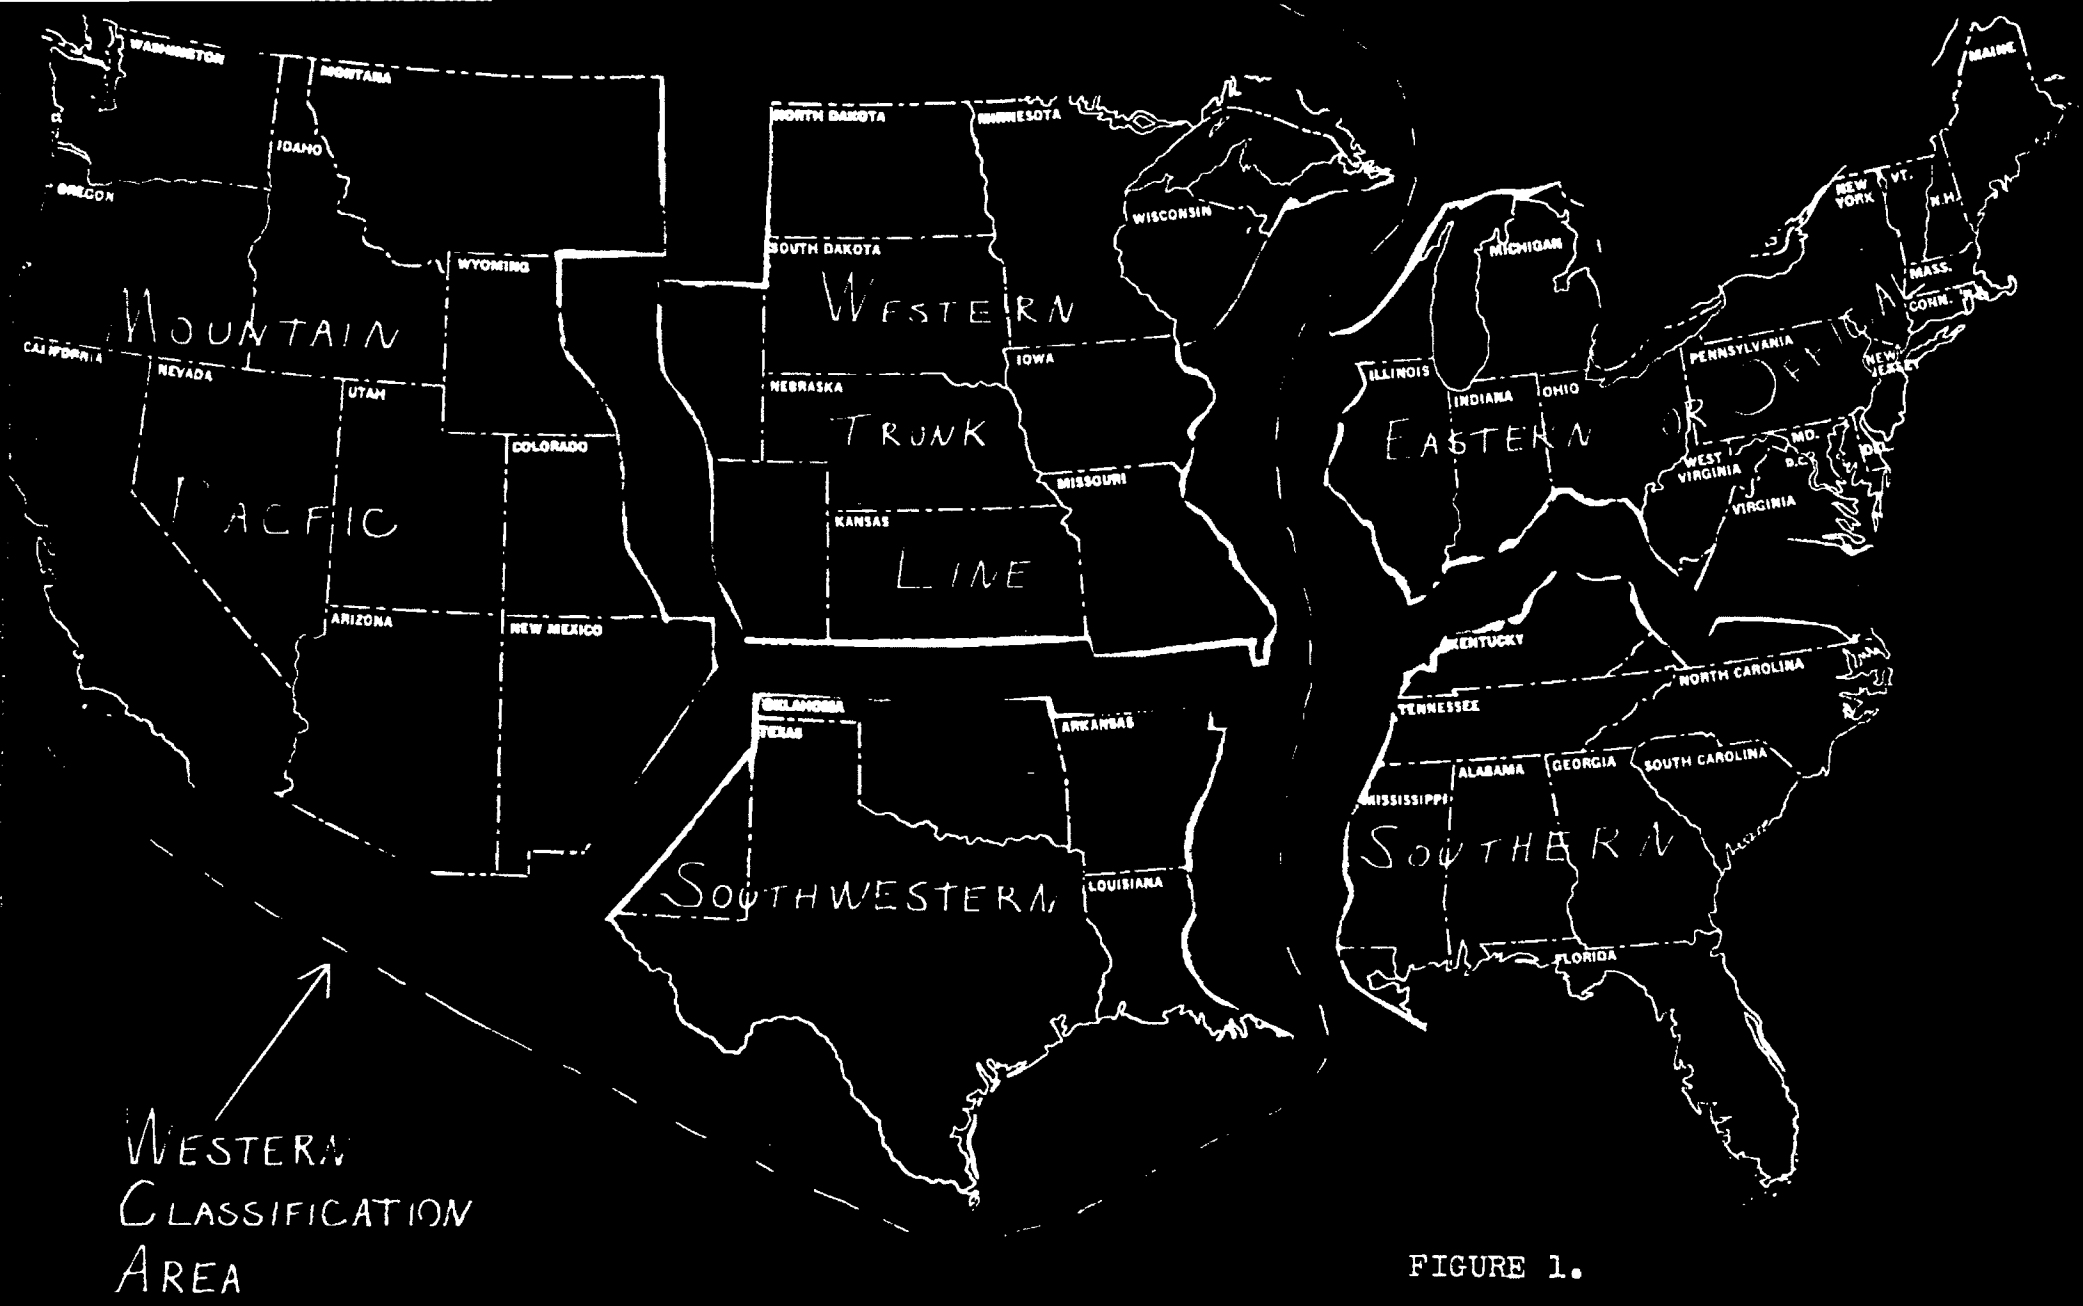 WASHINGTON
MONTANA
IDAHO
OREGON
WYOMING
CALIFORNIA
NEVADA
UTAH
COLORADO
ARIZONA
NEW MEXICO
MOUNTAIN
PACFIC
NORTH DAKOTA
MINNESOTA
SOUTH DAKOTA
WISCONSIN
IOWA
NEBRASKA
MISSOURI
KANSAS
WESTERN
TRUNK
LINE
OKLAHOMA
TEXAS
ARKANSAS
LOUISIANA
SOUTHWESTERN
MAINE
VT.
N.H.
NEW
YORK
MASS.
CONN.
MICHIGAN
PENNSYLVANIA
NEW
JERSEY
ILLINOIS
INDIANA
OHIO
MD.
DEL.
D.C.
WEST
VIRGINIA
VIRGINIA
EASTERN
OR
KENTUCKY
NORTH CAROLINA
TENNESSEE
SOUTH CAROLINA
GEORGIA
ALABAMA
MISSISSIPPI
FLORIDA
SOUTHERN
WESTERN
CLASSIFICATION
AREA
FIGURE 1.